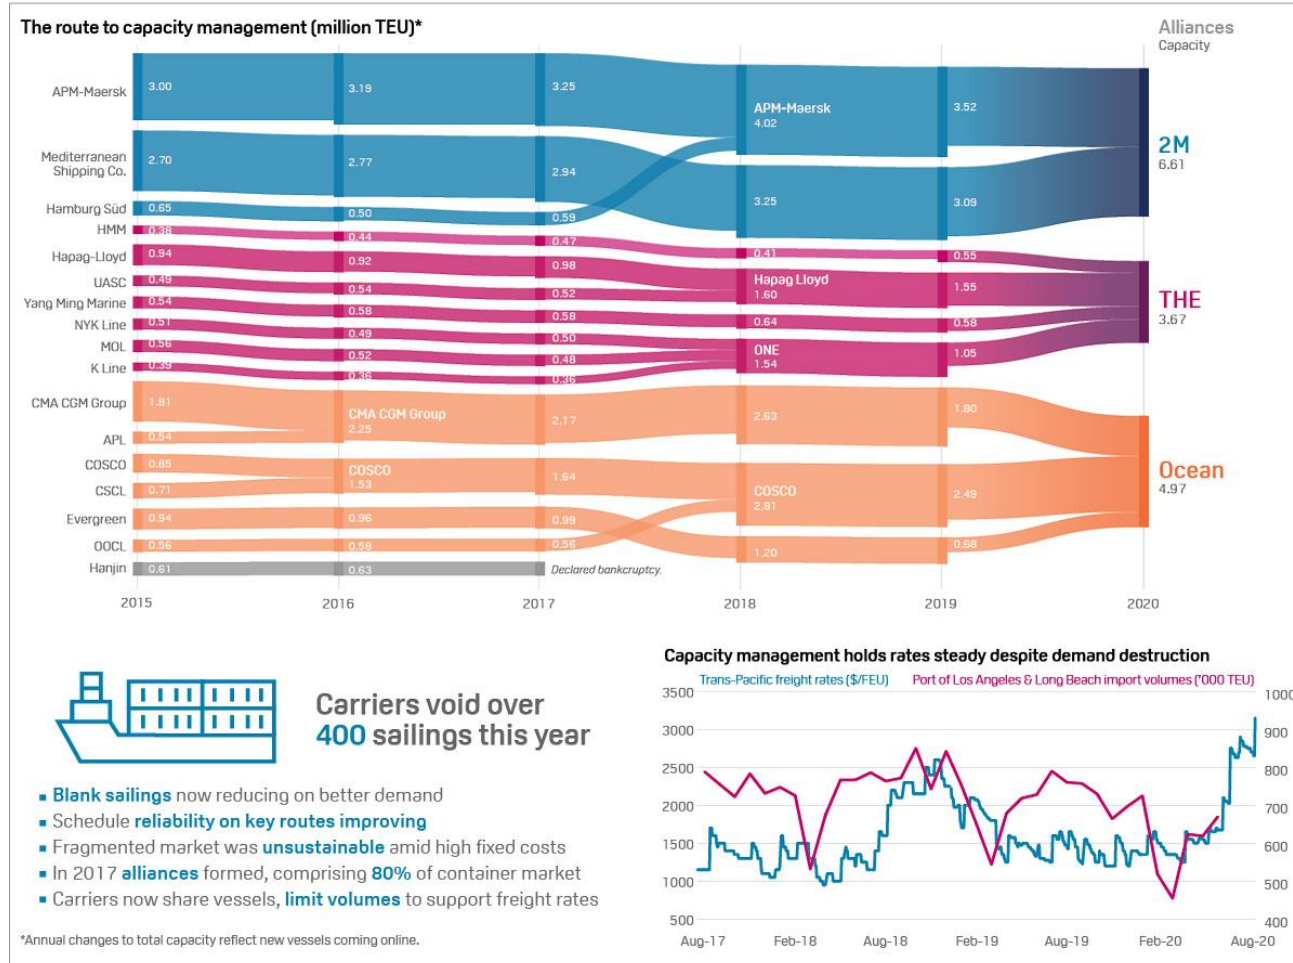 The route to capacity management (million TEU)*
Alliances
Capacity
APM-Maersk
3.00
3.19
3.25
APM-Maersk
4.02
3.52
2M
6.61
Mediterranean
Shipping Co.
2.70
2.77
2.94
3.25
3.09
Hamburg Süd
0.65
0.50
0.59
HMM
0.38
0.44
0.47
0.41
0.55
Hapag-Lloyd
0.94
0.92
0.98
Hapag Lloyd
1.60
1.55
THE
3.67
UASC
0.49
0.54
0.52
Yang Ming Marine
0.54
0.58
0.58
0.64
0.58
NYK Line
0.51
0.49
0.50
MOL
0.56
0.52
0.48
ONE
1.54
1.05
K Line
0.39
0.36
0.36
CMA CGM Group
1.81
CMA CGM Group
2.25
2.17
2.63
1.80
APL
0.54
COSCO
0.85
COSCO
1.53
1.64
COSCO
2.81
2.49
Ocean
4.97
CSCL
0.71
Evergreen
0.94
0.96
0.99
1.20
0.68
OOCL
0.56
0.58
0.56
Hanjin
0.61
0.63
Declared bankcruptcy.
2015 2016 2017 2018 2019 2020
Carriers void over
400 sailings this year
Blank sailings now reducing on better demand
Schedule reliability on key routes improving
Fragmented market was unsustainable amid high fixed costs
In 2017 alliances formed, comprising 80% of container market
Carriers now share vessels, limit volumes to support freight rates
*Annual changes to total capacity reflect new vessels coming online.
Capacity management holds rates steady despite demand destruction
Trans-Pacific freight rates ($/FEU) Port of Los Angeles & Long Beach import volumes ('000 TEU)
3500 1000
3000 900
2500 800
2000 700
1500 600
1000 500
500 400
Aug-17 Feb-18 Aug-18 Feb-19 Aug-19 Feb-20 Aug-20